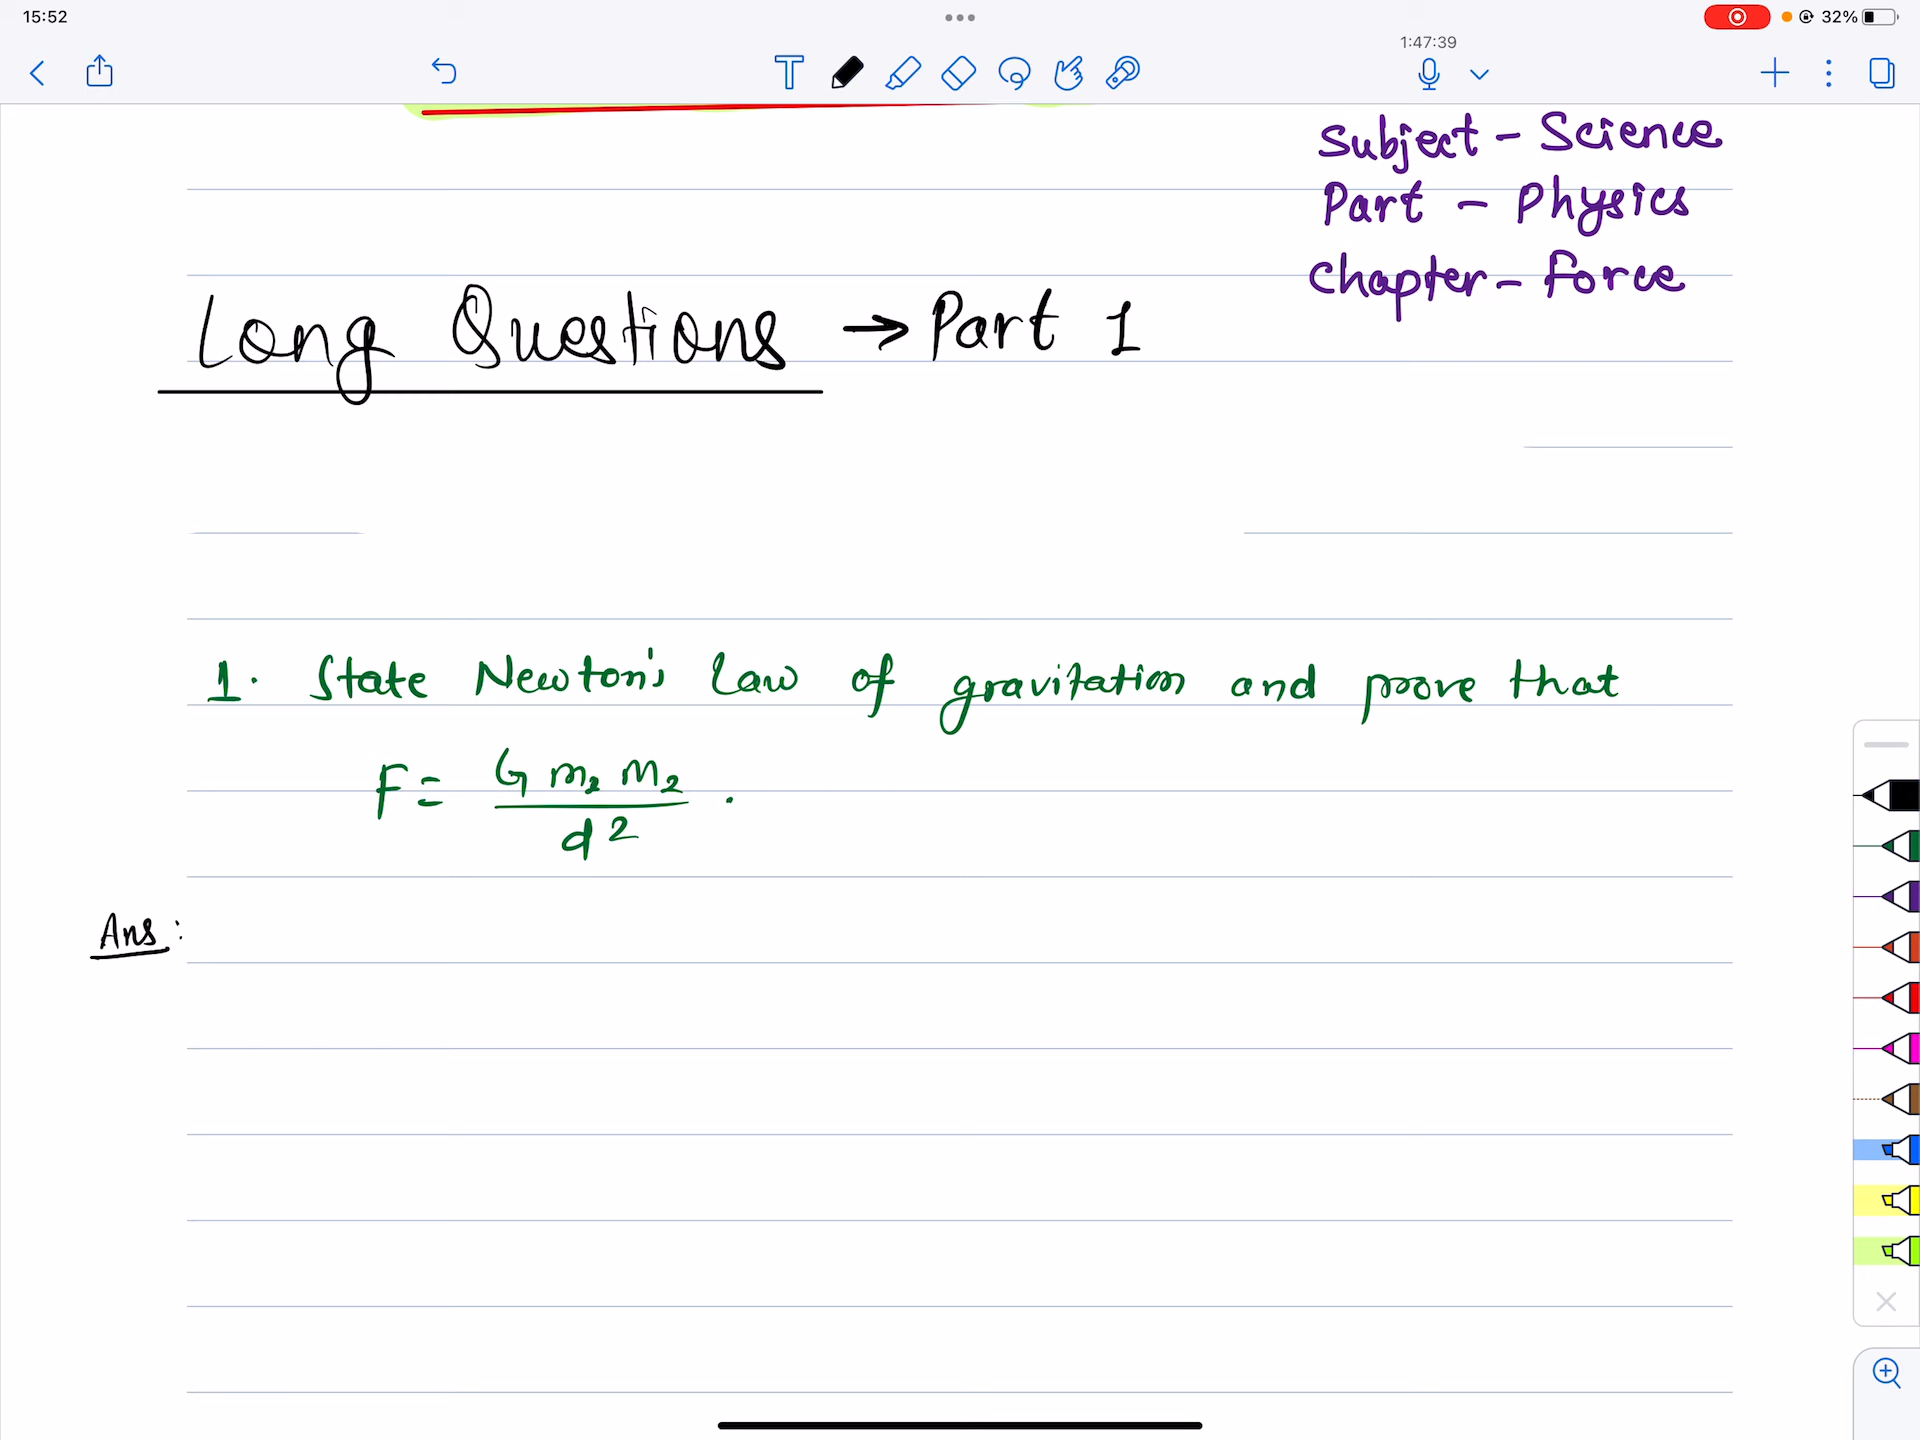 15:52
32%
1:47:39
Subject - Science
Part - Physics
Chapter - Force
Long Questions → Part 1
1. State Newton's Law of gravitation and prove that
F = G m₁ m₂ / d² .
Ans :